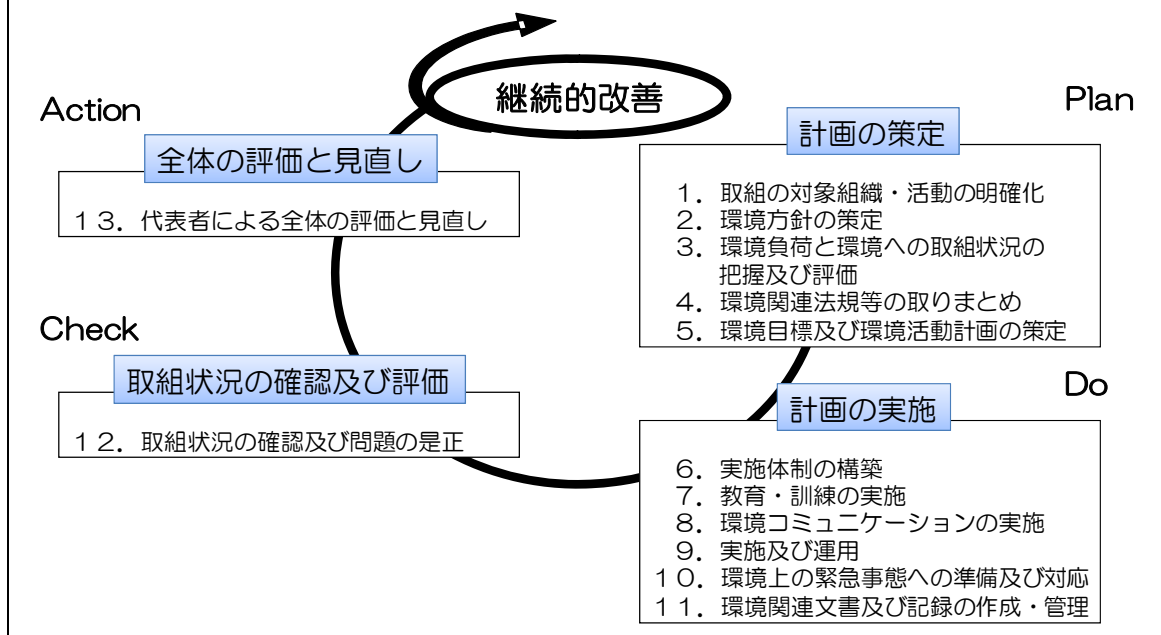 継続的改善
Plan
計画の策定
１．取組の対象組織・活動の明確化
２．環境方針の策定
３．環境負荷と環境への取組状況の
把握及び評価
４．環境関連法規等の取りまとめ
５．環境目標及び環境活動計画の策定
Do
計画の実施
６．実施体制の構築
７．教育・訓練の実施
８．環境コミュニケーションの実施
９．実施及び運用
１０．環境上の緊急事態への準備及び対応
１１．環境関連文書及び記録の作成・管理
Check
取組状況の確認及び評価
１２．取組状況の確認及び問題の是正
Action
全体の評価と見直し
１３．代表者による全体の評価と見直し